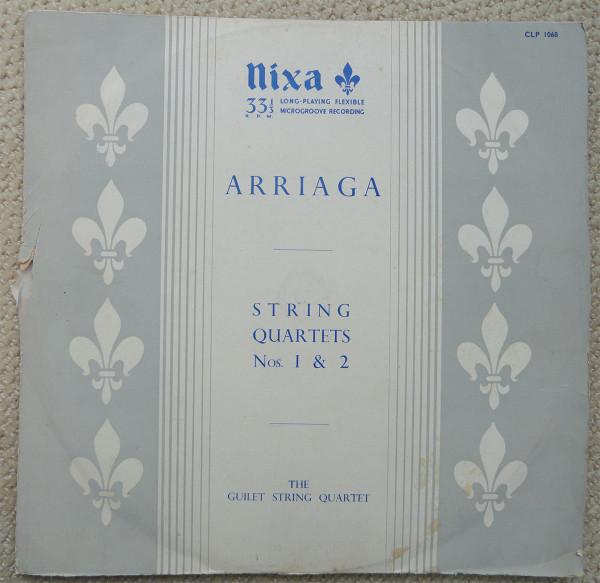 CLP 1068
Nixa
33 1/3 LONG-PLAYING FLEXIBLE
R. P. M. MICROGROOVE RECORDING
ARRIAGA
STRING
QUARTETS
Nos. 1 & 2
THE
GUILET STRING QUARTET